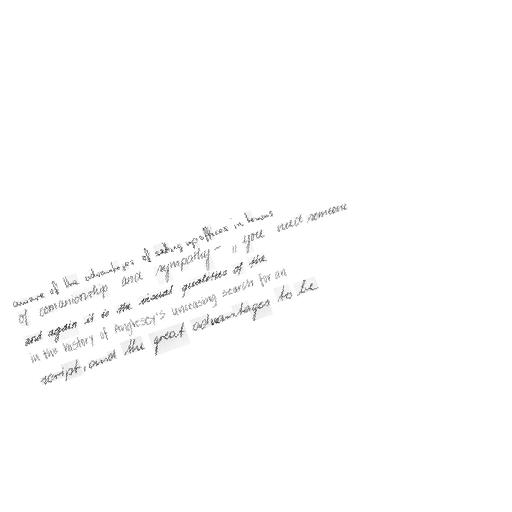 aware of the advantages of setting up offices in towns
of comanionship and sympathy - " you need someone
and again it is the visual qualities of the
in the history of Anglesey's unceasing search for an
script, and the great advantages to be